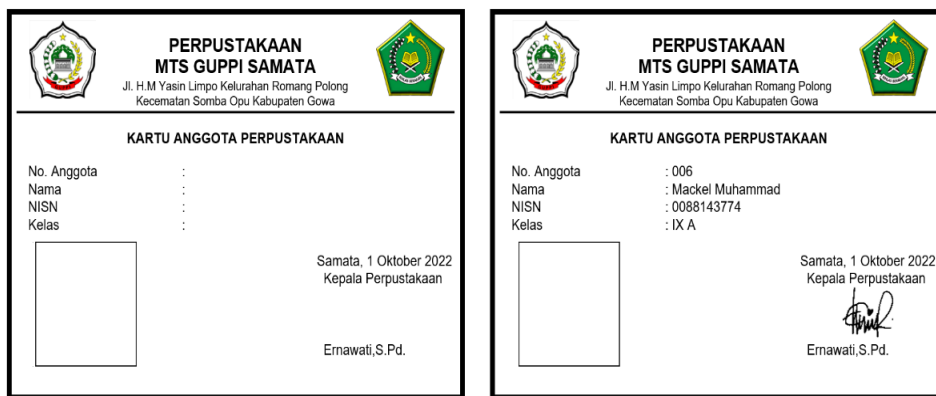 PERPUSTAKAAN
MTS GUPPI SAMATA
Jl. H.M Yasin Limpo Kelurahan Romang Polong
Kecematan Somba Opu Kabupaten Gowa
KARTU ANGGOTA PERPUSTAKAAN
No. Anggota :
Nama :
NISN :
Kelas :
Samata, 1 Oktober 2022
Kepala Perpustakaan
Ernawati,S.Pd.
PERPUSTAKAAN
MTS GUPPI SAMATA
Jl. H.M Yasin Limpo Kelurahan Romang Polong
Kecematan Somba Opu Kabupaten Gowa
KARTU ANGGOTA PERPUSTAKAAN
No. Anggota : 006
Nama : Mackel Muhammad
NISN : 0088143774
Kelas : IX A
Samata, 1 Oktober 2022
Kepala Perpustakaan
Ernawati,S.Pd.